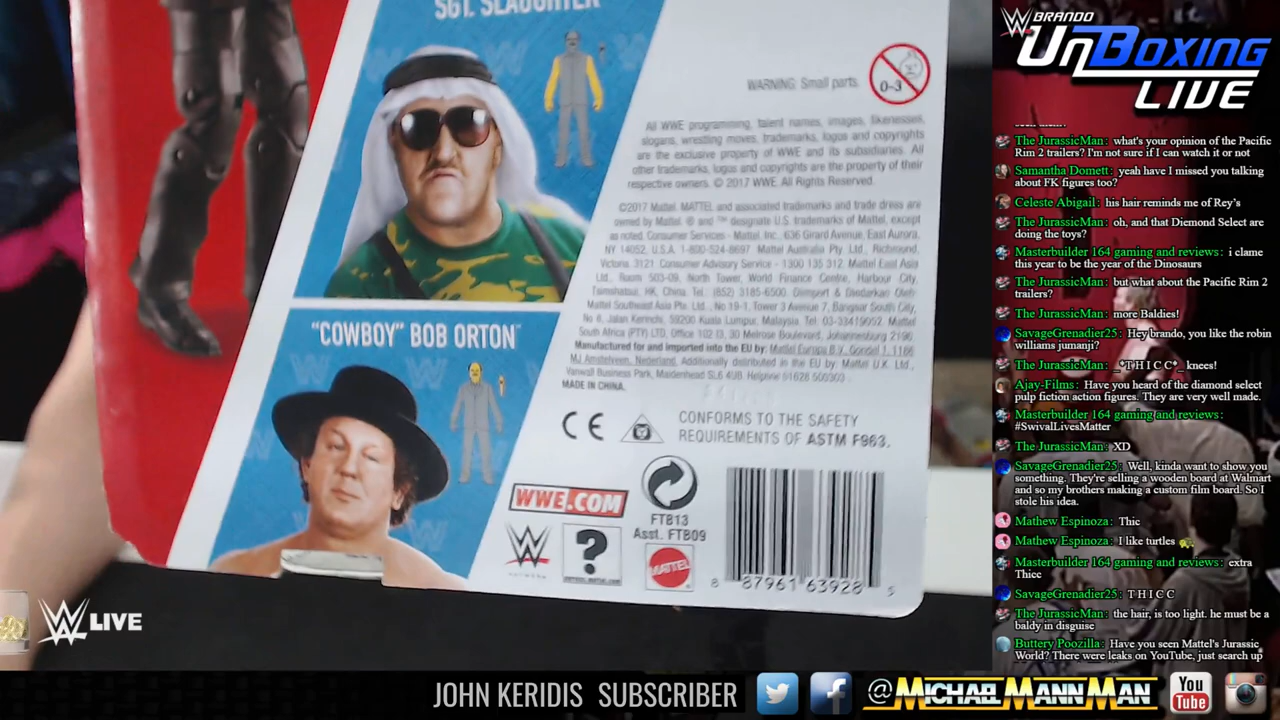 SGT. SLAUGHTER
WARNING: Small parts
0-3
All WWE programming, talent names, images, likenesses,
slogans, wrestling moves, trademarks, logos and copyrights
are the exclusive property of WWE and its subsidiaries. All
other trademarks, logos and copyrights are the property of their
respective owners. © 2017 WWE. All Rights Reserved.
©2017 Mattel. MATTEL and associated trademarks and trade dress are
owned by Mattel. ® and ™ designate U.S. trademarks of Mattel, except
as noted. Consumer Services - Mattel, Inc., 636 Girard Avenue, East Aurora,
NY 14052, U.S.A. 1-800-524-8697. Mattel Australia Pty. Ltd., Richmond,
Victoria. 3121. Consumer Advisory Service - 1300 135 312. Mattel East Asia
Ltd., Room 503-09, North Tower, World Finance Centre, Harbour City,
Tsimshatsui, HK, China. Tel.: (852) 3185-6500. Diimport & Diedarkan Oleh:
Mattel Southeast Asia Pte. Ltd., No 19-1, Tower 3 Avenue 7, Bangsar South City,
No 8, Jalan Kerinchi, 59200 Kuala Lumpur, Malaysia. Tel: 03-33419052. Mattel
South Africa (PTY) LTD, Office 102 I3, 30 Melrose Boulevard, Johannesburg 2196.
Manufactured for and imported into the EU by: Mattel Europa B.V., Gondel 1, 1186
MJ Amstelveen, Nederland. Additionally distributed in the EU by: Mattel U.K. Ltd.,
Vanwall Business Park, Maidenhead SL6 4UB. Helpline 01628 500303.
MADE IN CHINA.
"COWBOY" BOB ORTON™
CE
CONFORMS TO THE SAFETY
REQUIREMENTS OF ASTM F963.
WWE.COM
FTB13
Asst. FTB09
W
?
MATTEL
8 87961 63928 5
W LIVE
W BRANDO
UnBoxing
LIVE
The JurassicMan: what's your opinion of the Pacific
Rim 2 trailers? I'm not sure if I can watch it or not
Samantha Domett: yeah have I missed you talking
about FK figures too?
Celeste Abigail: his hair reminds me of Rey's
The JurassicMan: oh, and that Diemond Select are
doing the toys?
Masterbuilder 164 gaming and reviews: i clame
this year to be the year of the Dinosaurs
The JurassicMan: but what about the Pacific Rim 2
trailers?
The JurassicMan: more Baldies!
SavageGrenadier25: Hey brando, you like the robin
williams jumanji?
The JurassicMan: _*T H I C C*_ knees!
Ajay-Films: Have you heard of the diamond select
pulp fiction action figures. They are very well made.
Masterbuilder 164 gaming and reviews:
#SwivalLivesMatter
The JurassicMan: XD
SavageGrenadier25: Well, kinda want to show you
something. They're selling a wooden board at Walmart
and so my brothers making a custom film board. So I
stole his idea.
Mathew Espinoza: Thic
Mathew Espinoza: I like turtles 🐢
Masterbuilder 164 gaming and reviews: extra
Thicc
SavageGrenadier25: T H I C C
The JurassicMan: the hair, is too light. he must be a
baldy in disguise
Buttery Poozilla: Have you seen Mattel's Jurassic
World? There were leaks on YouTube, just search up
JOHN KERIDIS SUBSCRIBER
@MICHAELMANNMAN
You Tube